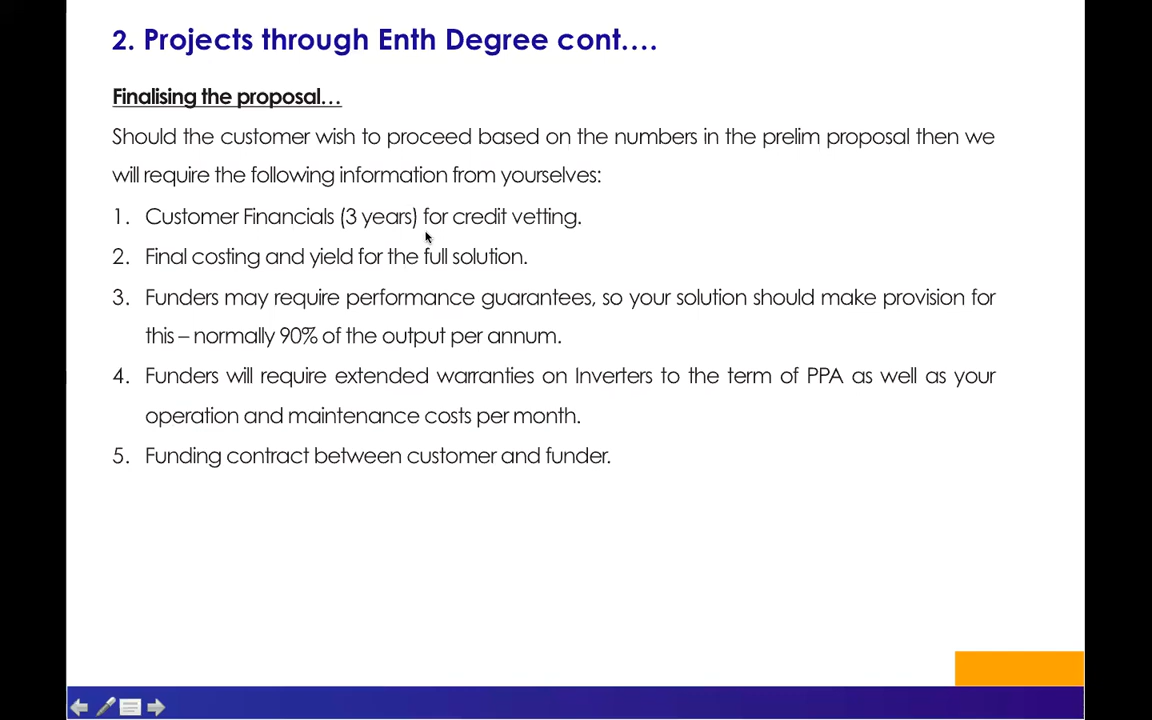 2. Projects through Enth Degree cont....
Finalising the proposal...
Should the customer wish to proceed based on the numbers in the prelim proposal then we
will require the following information from yourselves:
1. Customer Financials (3 years) for credit vetting.
2. Final costing and yield for the full solution.
3. Funders may require performance guarantees, so your solution should make provision for
this – normally 90% of the output per annum.
4. Funders will require extended warranties on Inverters to the term of PPA as well as your
operation and maintenance costs per month.
5. Funding contract between customer and funder.